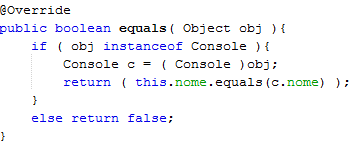 @Override
public boolean equals( Object obj ){
    if ( obj instanceof Console ){
        Console c = ( Console )obj;
        return ( this.nome.equals(c.nome) );
    }
    else return false;
}